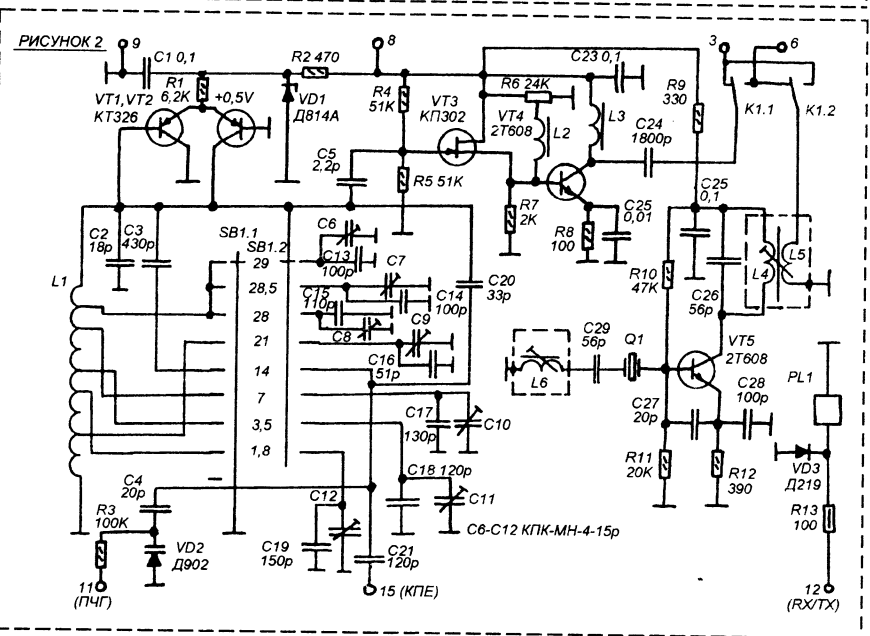 РИСУНОК 2
9
C1 0,1
R1
6,2K
+0,5V
VT1,VT2
KT326
R2 470
VD1
Д814А
8
R4
51K
VT3
КП302
C5
2,2p
R5 51K
R6 24K
VT4
2T608
L2
C23 0,1
L3
C24
1800p
R7
2K
R8
100
C25
0,01
R9
330
3
6
K1.1
K1.2
C25
0,1
R10
47K
C26
56p
L4
L5
L1
C2
18p
C3
430p
SB1.1
SB1.2
29
28,5
28
21
14
7
3,5
1,8
C6
C13
100p
C7
C15
110p
C14
100p
C8
C9
C16
51p
C20
33p
C17
130p
C10
C18 120p
C11
C12
C19
150p
C21
120p
C6-C12 КПК-МН-4-15p
C4
20p
R3
100K
VD2
Д902
11
(ПЧГ)
15 (КПЕ)
L6
C29
56p
Q1
VT5
2T608
C27
20p
C28
100p
R11
20K
R12
390
PL1
VD3
Д219
R13
100
12
(RX/TX)